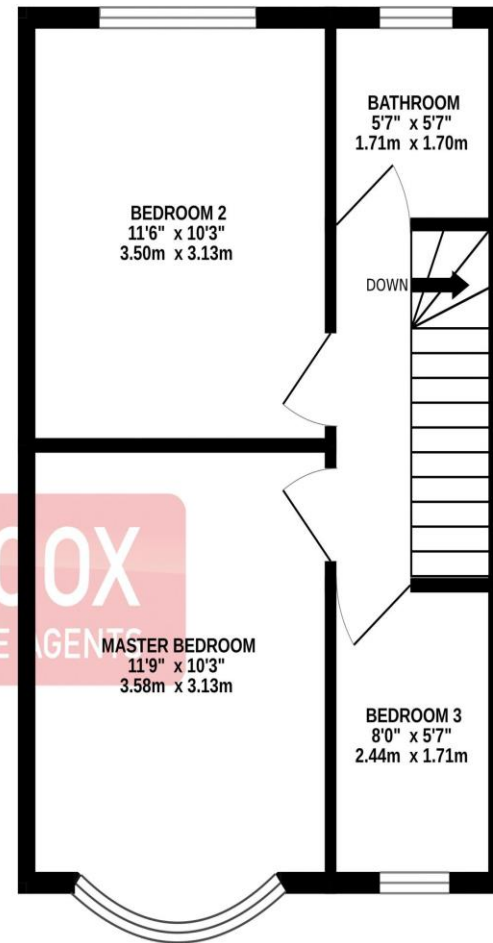 BATHROOM
5'7" x 5'7"
1.71m x 1.70m
BEDROOM 2
11'6" x 10'3"
3.50m x 3.13m
DOWN
OX
AGENTS
MASTER BEDROOM
11'9" x 10'3"
3.58m x 3.13m
BEDROOM 3
8'0" x 5'7"
2.44m x 1.71m